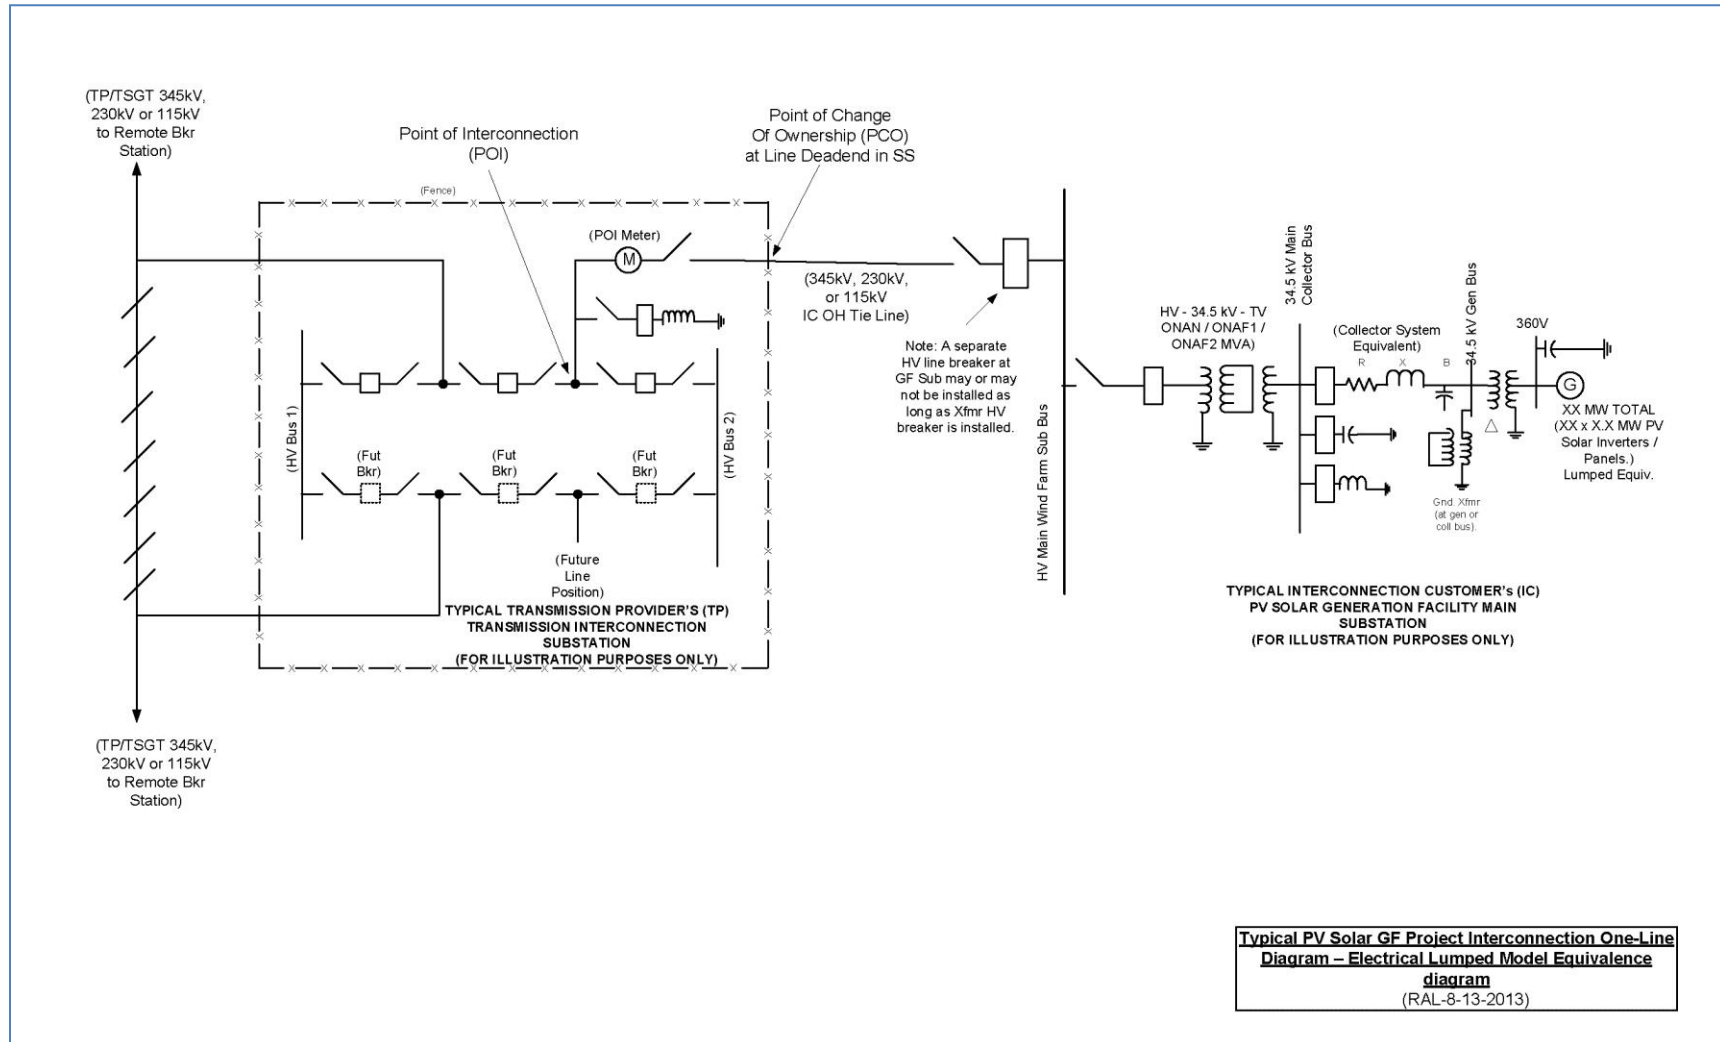 (TP/TSGT 345kV,
230kV or 115kV
to Remote Bkr
Station)
Point of Interconnection
(POI)
Point of Change
Of Ownership (PCO)
at Line Deadend in SS
(Fence)
(POI Meter)
M
(345kV, 230kV,
or 115kV
IC OH Tie Line)
Note: A separate
HV line breaker at
GF Sub may or may
not be installed as
long as Xfmr HV
breaker is installed.
(HV Bus 1)
(HV Bus 2)
(Fut
Bkr)
(Fut
Bkr)
(Fut
Bkr)
(Future
Line
Position)
TYPICAL TRANSMISSION PROVIDER'S (TP)
TRANSMISSION INTERCONNECTION
SUBSTATION
(FOR ILLUSTRATION PURPOSES ONLY)
(TP/TSGT 345kV,
230kV or 115kV
to Remote Bkr
Station)
HV Main Wind Farm Sub Bus
HV - 34.5 kV - TV
ONAN / ONAF1 /
ONAF2 MVA)
34.5 kV Main
Collector Bus
(Collector System
Equivalent)
R
X
B
34.5 kV Gen Bus
360V
G
XX MW TOTAL
(XX x X.X MW PV
Solar Inverters /
Panels.)
Lumped Equiv.
Gnd. Xfmr
(at gen or
coll bus).
TYPICAL INTERCONNECTION CUSTOMER's (IC)
PV SOLAR GENERATION FACILITY MAIN
SUBSTATION
(FOR ILLUSTRATION PURPOSES ONLY)
Typical PV Solar GF Project Interconnection One-Line
Diagram – Electrical Lumped Model Equivalence
diagram
(RAL-8-13-2013)